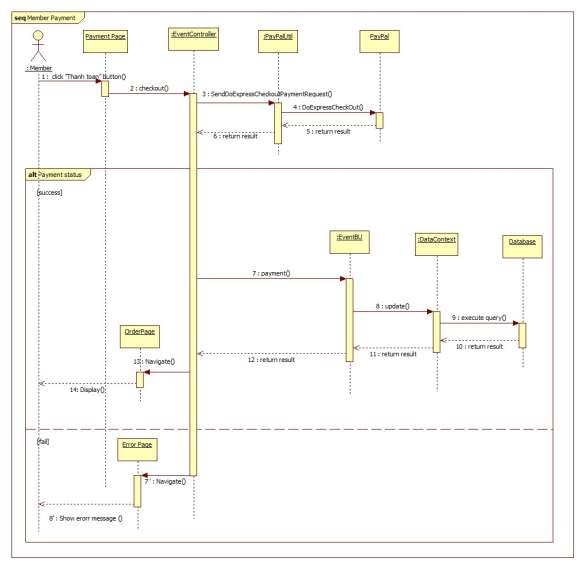 seq Member Payment
: Member
Payment Page
:EventController
:PayPalUtil
PayPal
1 : click "Thanh toan" button()
2 : checkout()
3 : SendDoExpressCheckoutPaymentRequest()
4 : DoExpressCheckOut()
5 : return result
6 : return result
alt Payment status
[success]
:EventBU
:DataContext
Database
7 : payment()
8 : update()
9 : execute query()
10 : return result
11 : return result
12 : return result
OrderPage
13 : Navigate()
14: Display()
[fail]
Error Page
7' : Navigate()
8' : Show erorr message ()